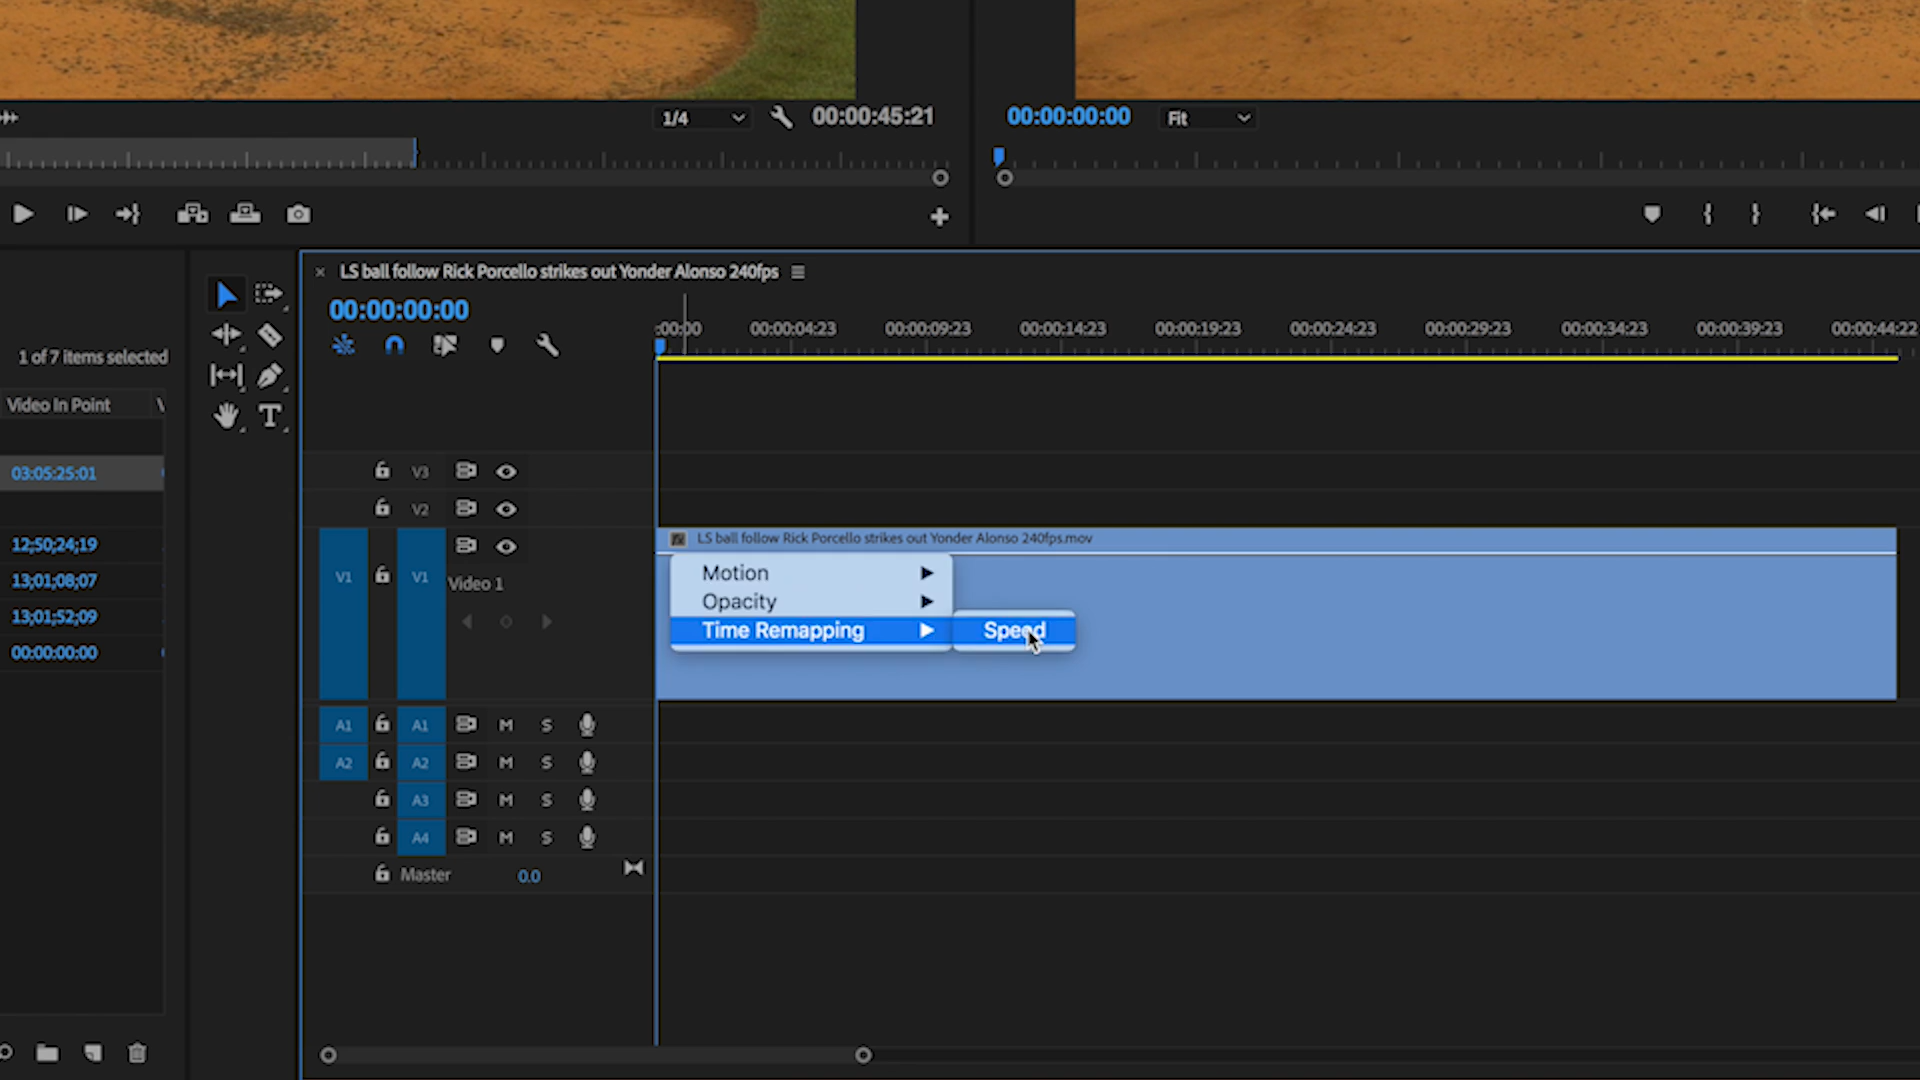 1/4
00:00:45:21
00:00:00:00
Fit
1 of 7 items selected
Video In Point
03:05:25:01
12;50;24;19
13;01;08;07
13;01;52;09
00:00:00:00
LS ball follow Rick Porcello strikes out Yonder Alonso 240fps
00:00:00:00
:00:00 00:00:04:23 00:00:09:23 00:00:14:23 00:00:19:23 00:00:24:23 00:00:29:23 00:00:34:23 00:00:39:23 00:00:44:22
V3
V2
V1 V1 Video 1
fx LS ball follow Rick Porcello strikes out Yonder Alonso 240fps.mov
Motion
Opacity
Time Remapping
Speed
A1 A1 M S
A2 A2 M S
A3 M S
A4 M S
Master 0.0
T